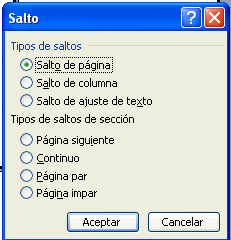 Salto
Tipos de saltos
Salto de página
Salto de columna
Salto de ajuste de texto
Tipos de saltos de sección
Página siguiente
Continuo
Página par
Página impar
Aceptar
Cancelar